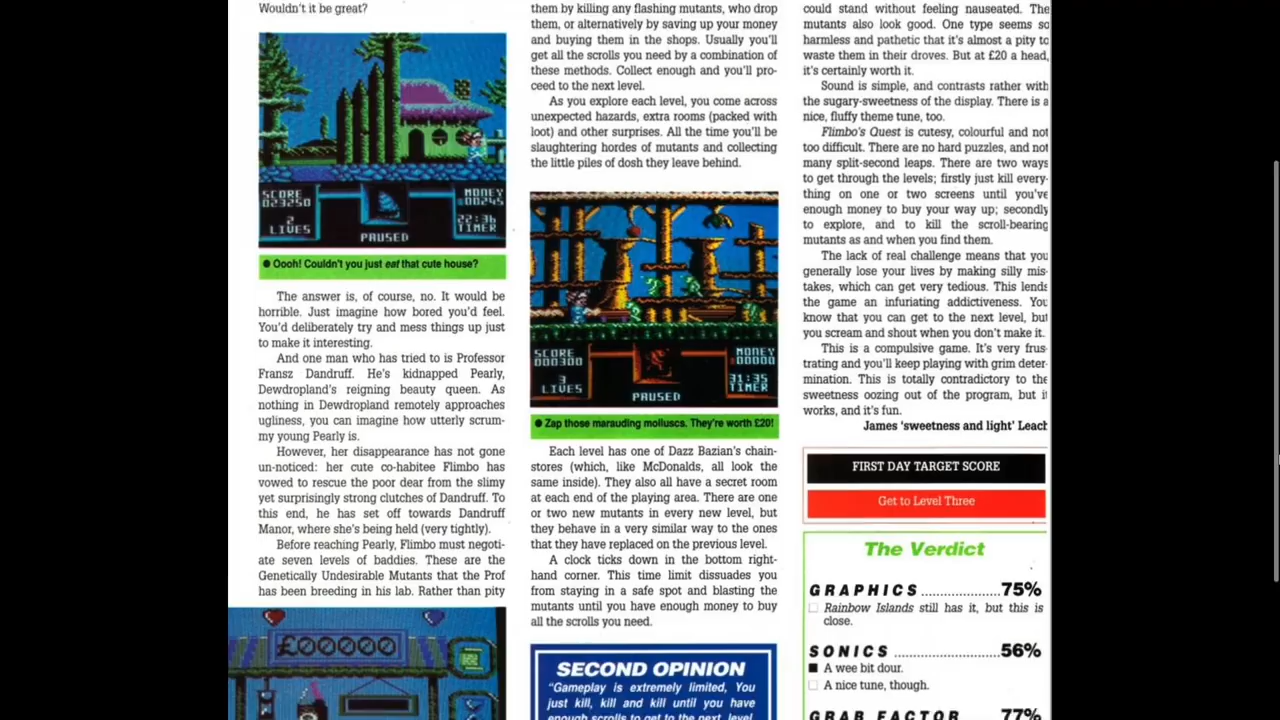 Wouldn't it be great?
SCORE
023250
2
LIVES
PAUSED
MONEY
00245
22:36
TIMER
● Oooh! Couldn't you just eat that cute house?
The answer is, of course, no. It would be
horrible. Just imagine how bored you'd feel.
You'd deliberately try and mess things up just
to make it interesting.
And one man who has tried to is Professor
Fransz Dandruff. He's kidnapped Pearly,
Dewdropland's reigning beauty queen. As
nothing in Dewdropland remotely approaches
ugliness, you can imagine how utterly scrum-
my young Pearly is.
However, her disappearance has not gone
un-noticed: her cute co-habitee Flimbo has
vowed to rescue the poor dear from the slimy
yet surprisingly strong clutches of Dandruff. To
this end, he has set off towards Dandruff
Manor, where she's being held (very tightly).
Before reaching Pearly, Flimbo must negoti-
ate seven levels of baddies. These are the
Genetically Undesirable Mutants that the Prof
has been breeding in his lab. Rather than pity
£00000
them by killing any flashing mutants, who drop
them, or alternatively by saving up your money
and buying them in the shops. Usually you'll
get all the scrolls you need by a combination of
these methods. Collect enough and you'll pro-
ceed to the next level.
As you explore each level, you come across
unexpected hazards, extra rooms (packed with
loot) and other surprises. All the time you'll be
slaughtering hordes of mutants and collecting
the little piles of dosh they leave behind.
SCORE
000300
3
LIVES
PAUSED
MONEY
00000
31:35
TIMER
● Zap those marauding molluscs. They're worth £20!
Each level has one of Dazz Bazian's chain-
stores (which, like McDonalds, all look the
same inside). They also all have a secret room
at each end of the playing area. There are one
or two new mutants in every new level, but
they behave in a very similar way to the ones
that they have replaced on the previous level.
A clock ticks down in the bottom right-
hand corner. This time limit dissuades you
from staying in a safe spot and blasting the
mutants until you have enough money to buy
all the scrolls you need.
SECOND OPINION
"Gameplay is extremely limited, You
just kill, kill and kill until you have
enough scrolls to get to the next level.
could stand without feeling nauseated. The
mutants also look good. One type seems so
harmless and pathetic that it's almost a pity to
waste them in their droves. But at £20 a head,
it's certainly worth it.
Sound is simple, and contrasts rather with
the sugary-sweetness of the display. There is a
nice, fluffy theme tune, too.
Flimbo's Quest is cutesy, colourful and not
too difficult. There are no hard puzzles, and not
many split-second leaps. There are two ways
to get through the levels; firstly just kill every-
thing on one or two screens until you've
enough money to buy your way up; secondly
to explore, and to kill the scroll-bearing
mutants as and when you find them.
The lack of real challenge means that you
generally lose your lives by making silly mis-
takes, which can get very tedious. This lends
the game an infuriating addictiveness. You
know that you can get to the next level, but
you scream and shout when you don't make it.
This is a compulsive game. It's very frus-
trating and you'll keep playing with grim deter-
mination. This is totally contradictory to the
sweetness oozing out of the program, but it
works, and it's fun.
James 'sweetness and light' Leach
FIRST DAY TARGET SCORE
Get to Level Three
The Verdict
GRAPHICS .................... 75%
Rainbow Islands still has it, but this is
close.
SONICS .................... 56%
A wee bit dour.
A nice tune, though.
GRAB FACTOR 77%